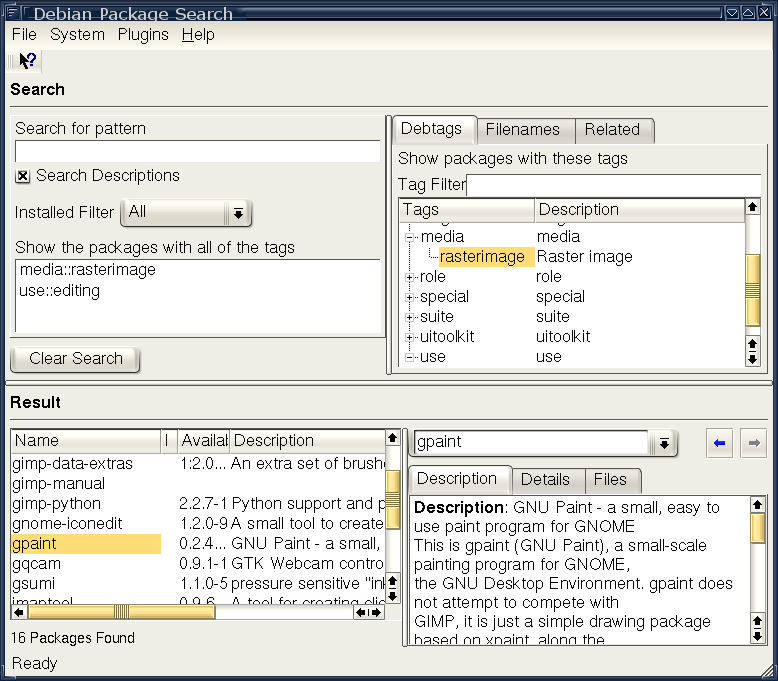 Debian Package Search
File System Plugins Help
Search
Search for pattern
Search Descriptions
Installed Filter All
Show the packages with all of the tags
media::rasterimage
use::editing
Clear Search
Debtags Filenames Related
Show packages with these tags
Tag Filter
Tags Description
media media
rasterimage Raster image
role role
special special
suite suite
uitoolkit uitoolkit
use use
Result
Name I Availab Description
gimp-data-extras 1:2.0... An extra set of brushe
gimp-manual
gimp-python 2.2.7-1 Python support and p
gnome-iconedit 1.2.0-9 A small tool to create
gpaint 0.2.4... GNU Paint - a small,
gqcam 0.9.1-1 GTK Webcam contro
gsumi 1.1.0-5 pressure sensitive "ink
imaptool 0.9.6... A tool for creating clic
16 Packages Found
gpaint
Description Details Files
Description: GNU Paint - a small, easy to
use paint program for GNOME
This is gpaint (GNU Paint), a small-scale
painting program for GNOME,
the GNU Desktop Environment. gpaint does
not attempt to compete with
GIMP, it is just a simple drawing package
based on xpaint, along the
Ready